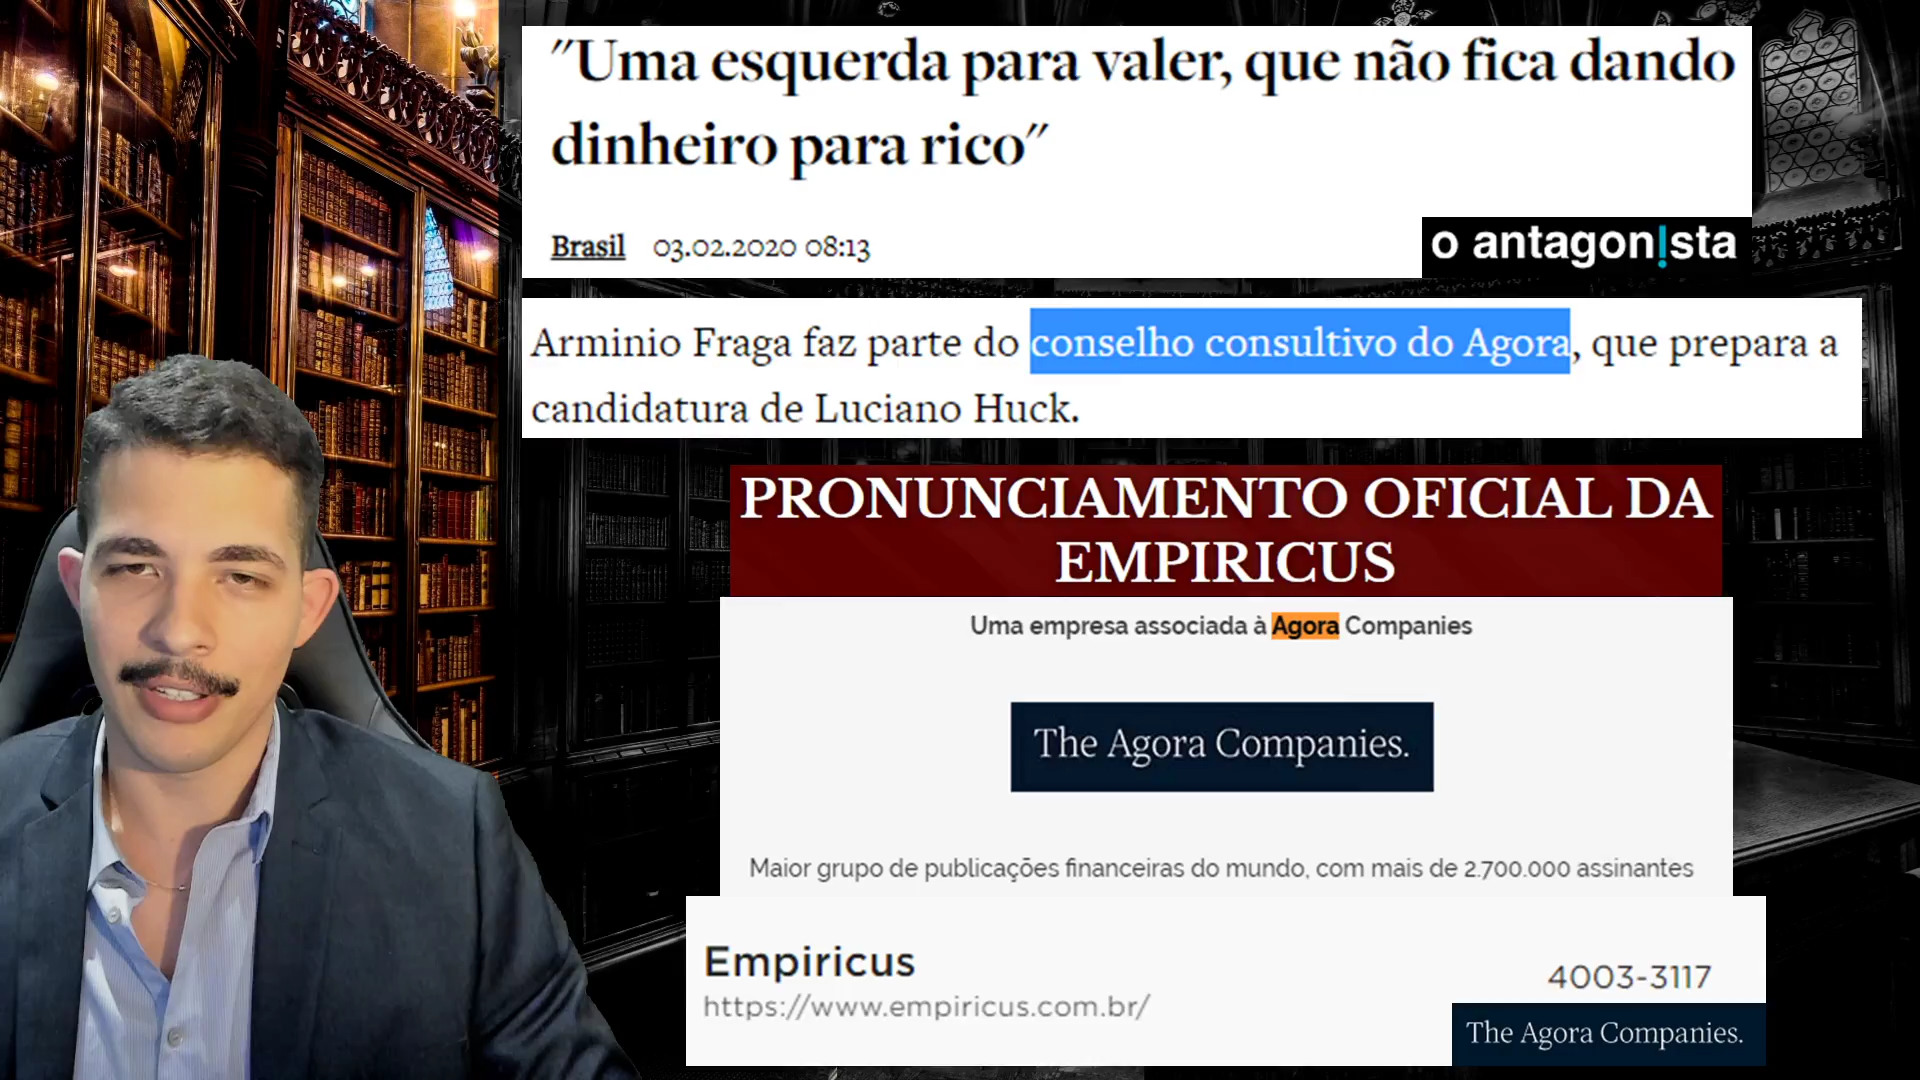 "Uma esquerda para valer, que não fica dando
dinheiro para rico"
Brasil 03.02.2020 08:13
o antagon!sta
Arminio Fraga faz parte do conselho consultivo do Agora, que prepara a
candidatura de Luciano Huck.
PRONUNCIAMENTO OFICIAL DA
EMPIRICUS
Uma empresa associada à Agora Companies
The Agora Companies.
Maior grupo de publicações financeiras do mundo, com mais de 2.700.000 assinantes
Empiricus
https://www.empiricus.com.br/
4003-3117
The Agora Companies.